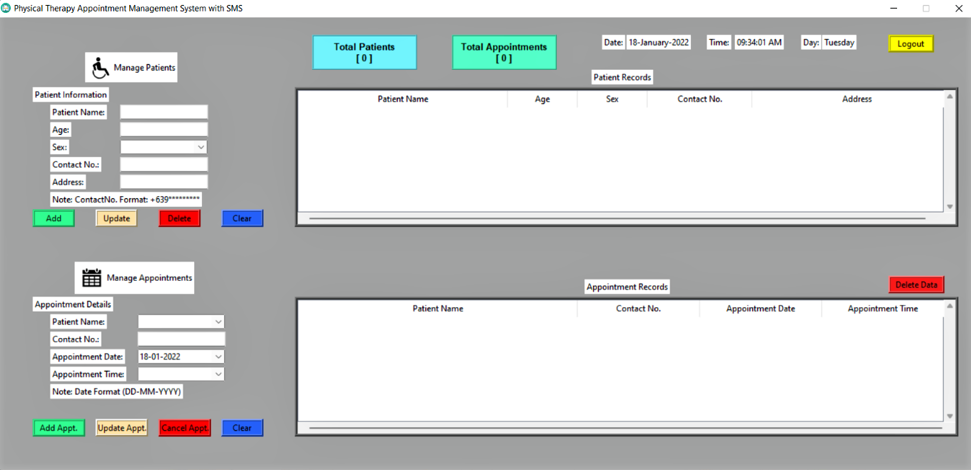 Physical Therapy Appointment Management System with SMS
Total Patients
[ 0 ]
Total Appointments
[ 0 ]
Date: 18-January-2022 Time: 09:34:01 AM Day: Tuesday
Logout
Manage Patients
Patient Information
Patient Name:
Age:
Sex:
Contact No.:
Address:
Note: ContactNo. Format: +639*********
Add Update Delete Clear
Patient Records
Patient Name Age Sex Contact No. Address
Manage Appointments
Appointment Details
Patient Name:
Contact No.:
Appointment Date: 18-01-2022
Appointment Time:
Note: Date Format (DD-MM-YYYY)
Add Appt. Update Appt. Cancel Appt. Clear
Appointment Records
Delete Data
Patient Name Contact No. Appointment Date Appointment Time